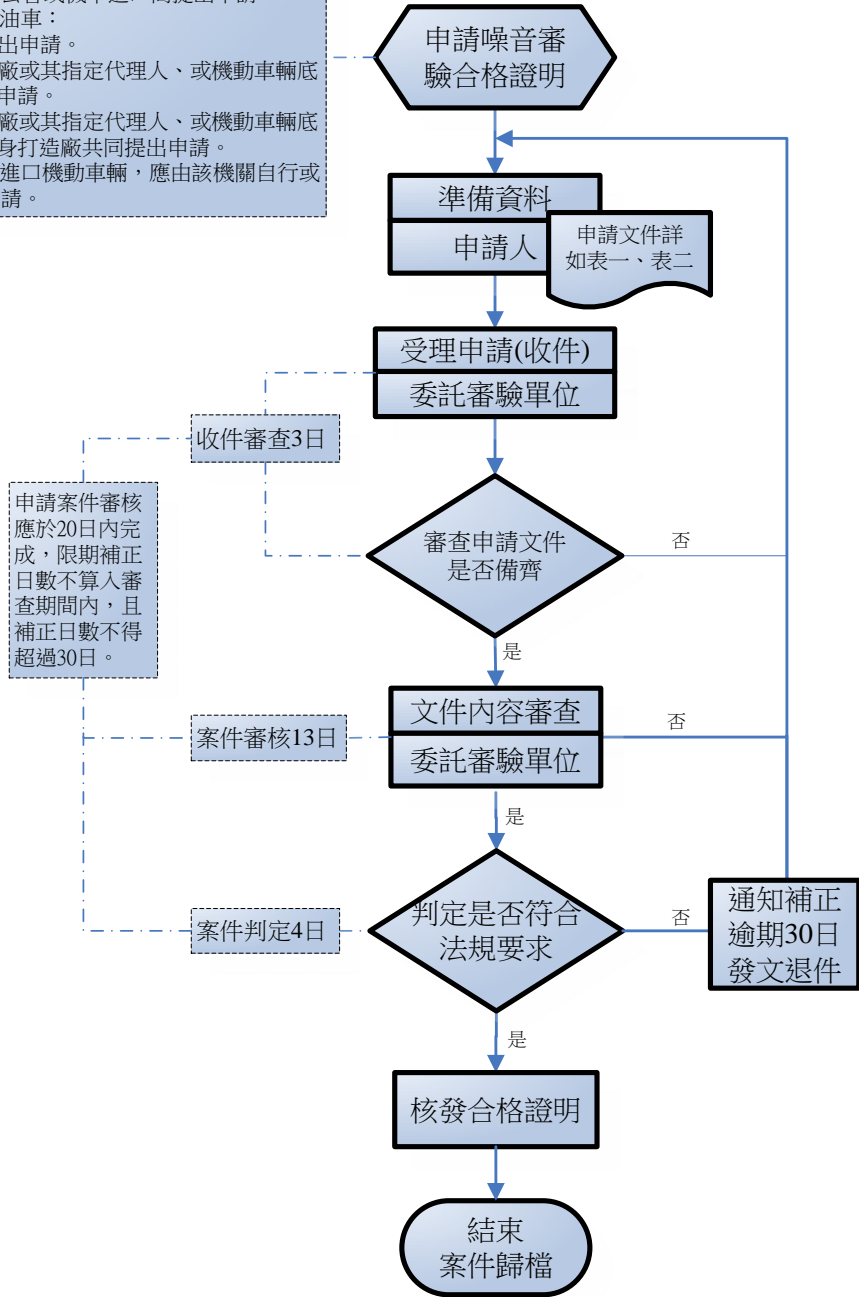 油車：
出申請。
廠或其指定代理人、或機動車輛底
申請。
廠或其指定代理人、或機動車輛底
身打造廠共同提出申請。
進口機動車輛，應由該機關自行或
請。
申請噪音審
驗合格證明
準備資料
申請人
申請文件詳
如表一、表二
受理申請(收件)
委託審驗單位
收件審查3日
申請案件審核
應於20日內完
成，限期補正
日數不算入審
查期間內，且
補正日數不得
超過30日。
審查申請文件
是否備齊
否
是
文件內容審查
委託審驗單位
否
案件審核13日
是
判定是否符合
法規要求
否
案件判定4日
通知補正
逾期30日
發文退件
是
核發合格證明
結束
案件歸檔